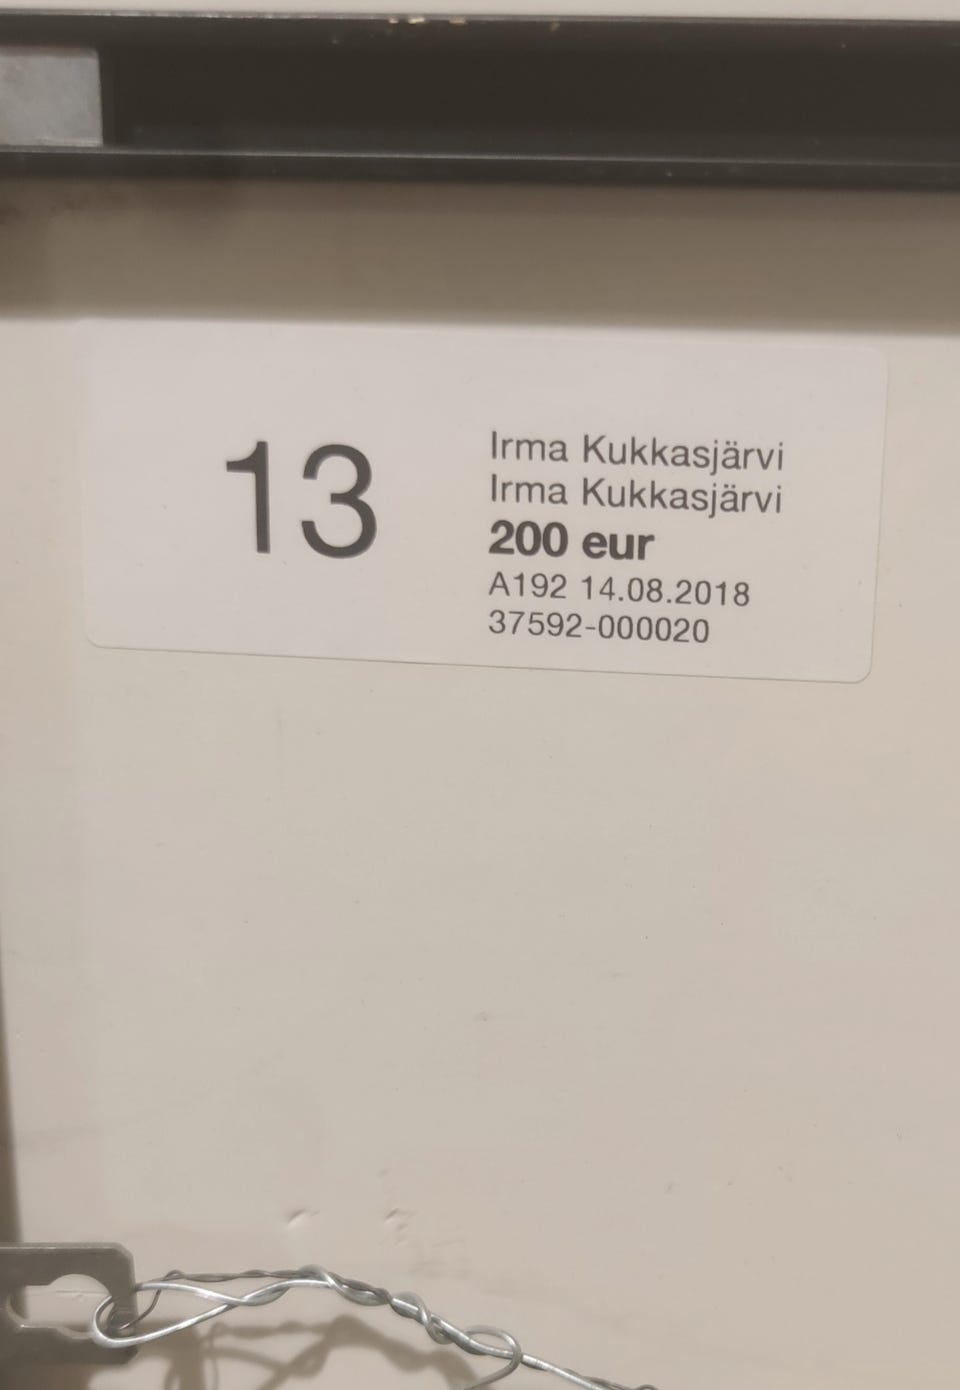 13
Irma Kukkasjärvi
Irma Kukkasjärvi
200 eur
A192 14.08.2018
37592-000020